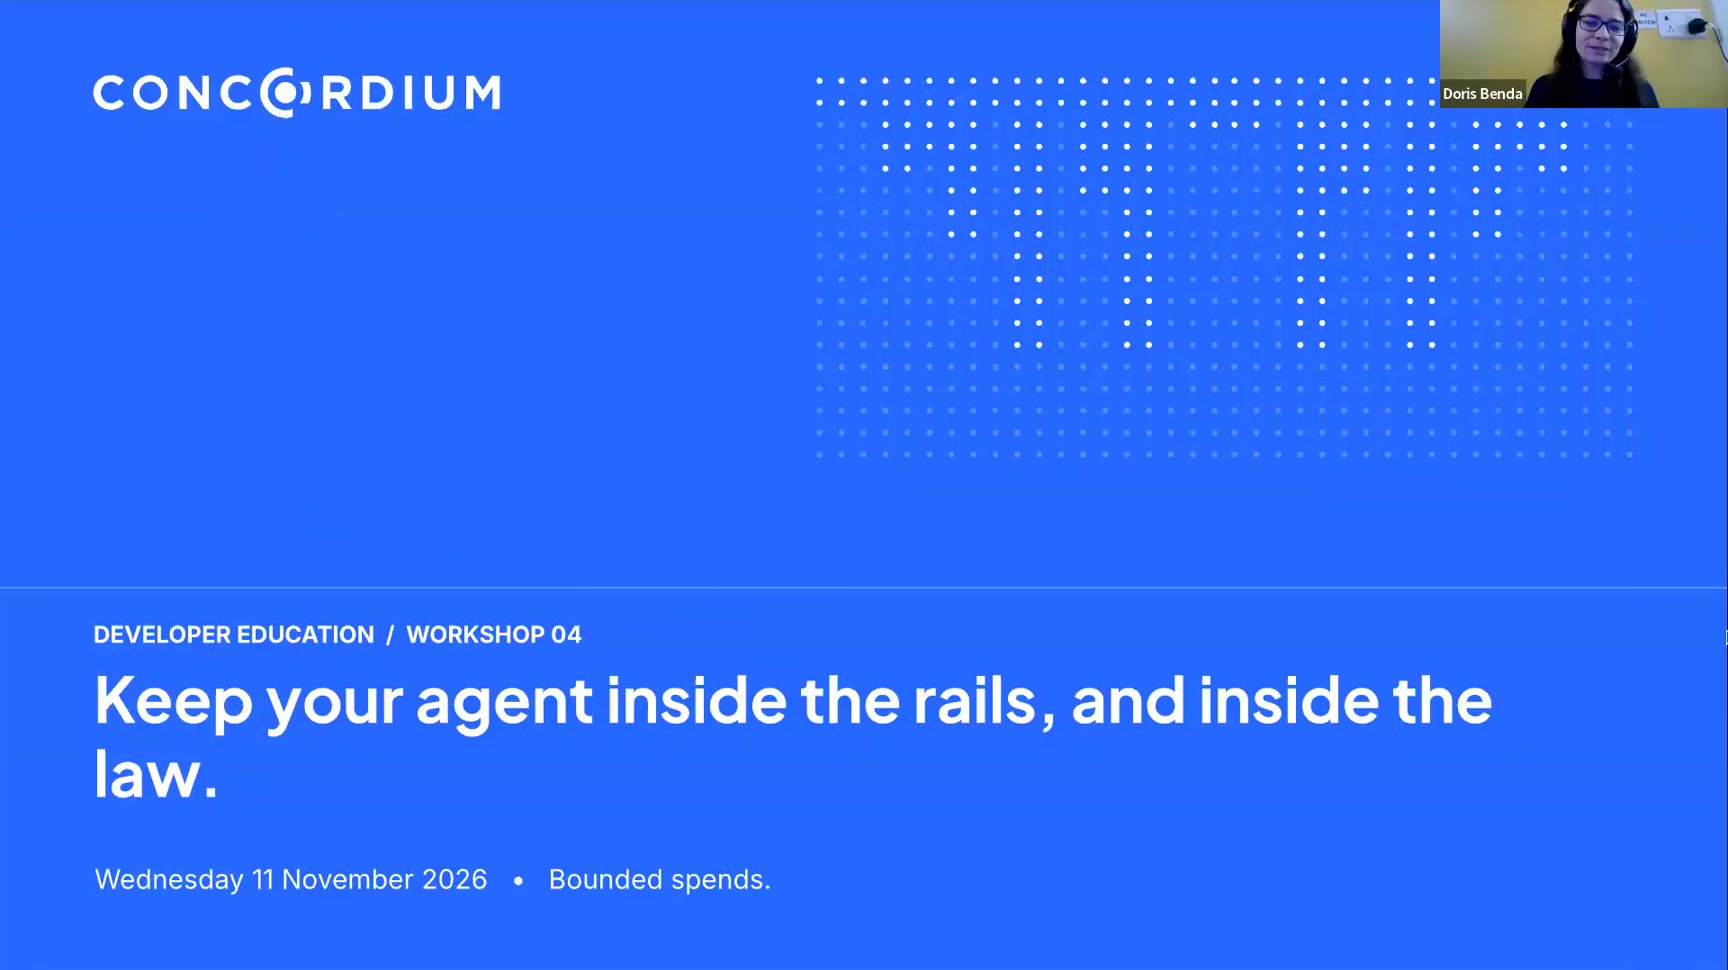 CONCORDIUM
Doris Benda
DEVELOPER EDUCATION / WORKSHOP 04
Keep your agent inside the rails, and inside the
law.
Wednesday 11 November 2026 • Bounded spends.